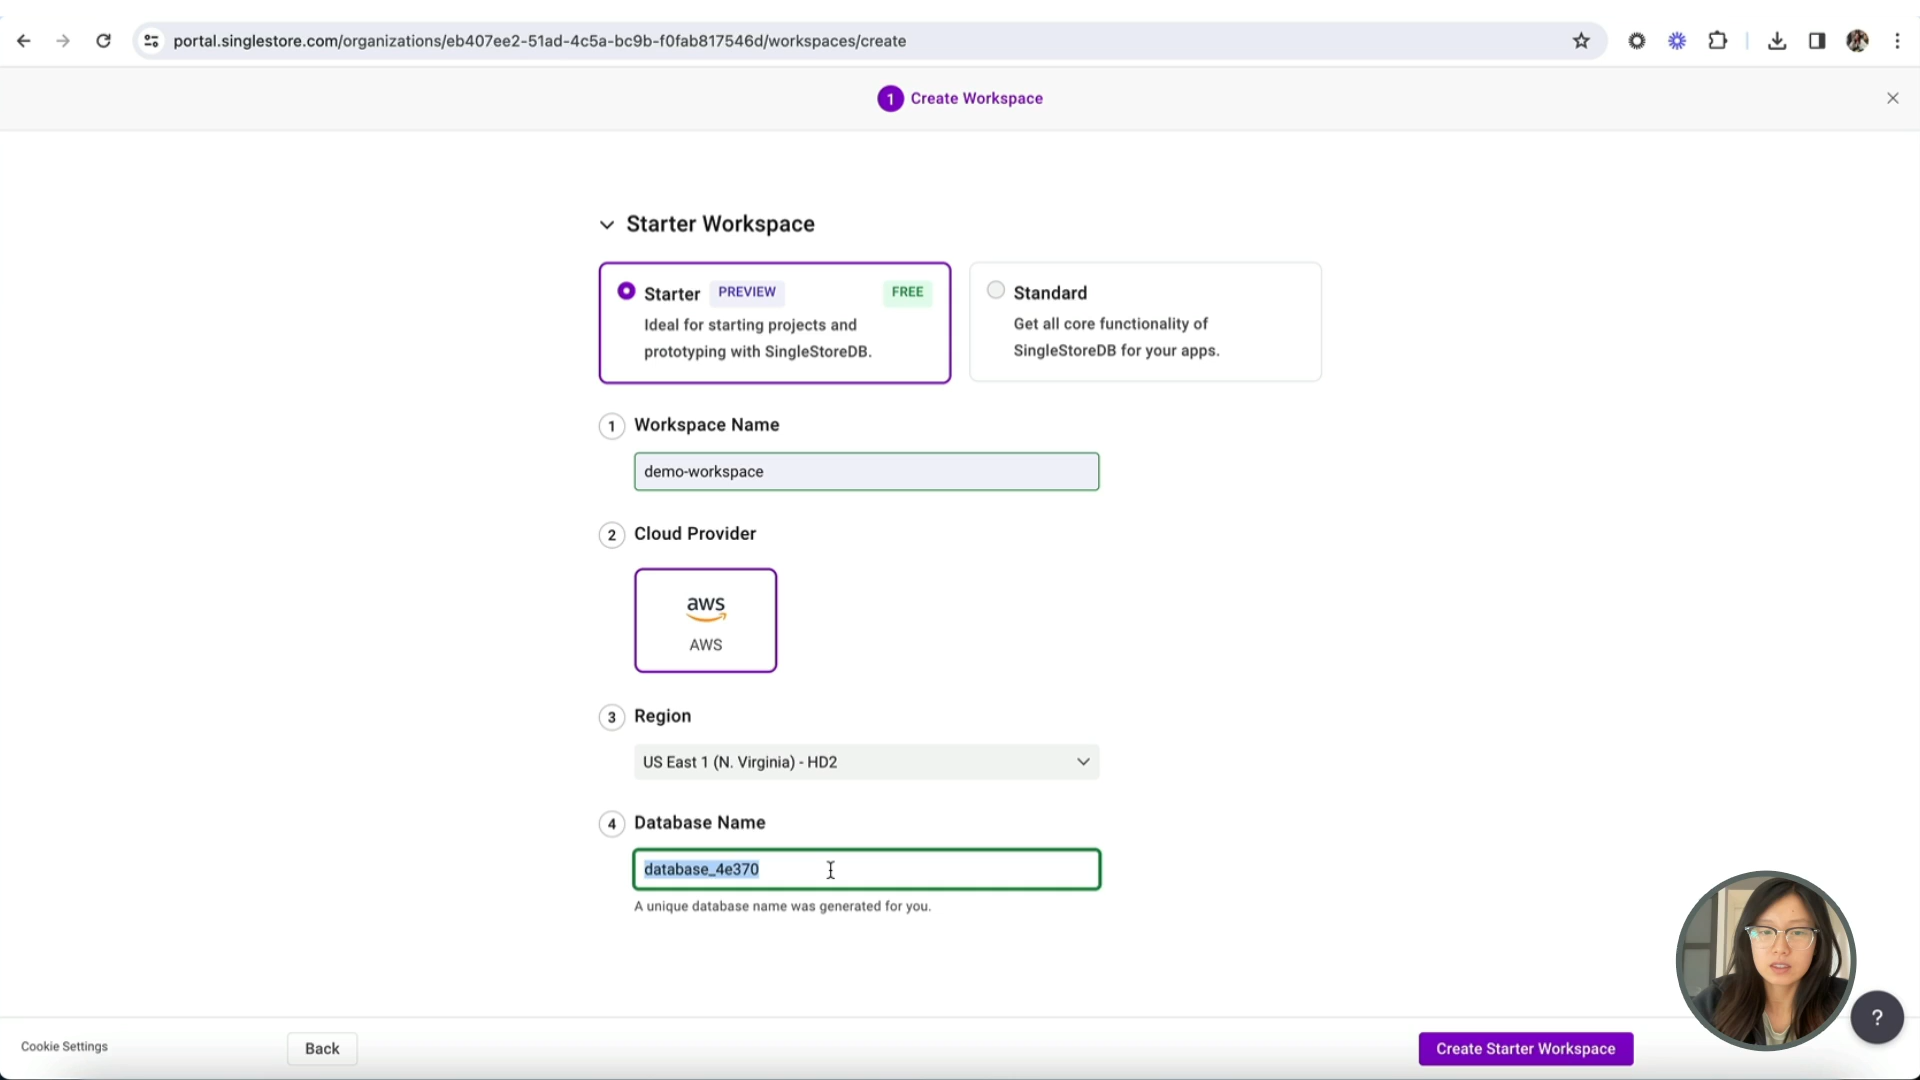 portal.singlestore.com/organizations/eb407ee2-51ad-4c5a-bc9b-f0fab817546d/workspaces/create
1 Create Workspace
Starter Workspace
Starter PREVIEW FREE
Ideal for starting projects and
prototyping with SingleStoreDB.
Standard
Get all core functionality of
SingleStoreDB for your apps.
1 Workspace Name
demo-workspace
2 Cloud Provider
aws
AWS
3 Region
US East 1 (N. Virginia) - HD2
4 Database Name
database_4e370
A unique database name was generated for you.
?
Cookie Settings
Back
Create Starter Workspace